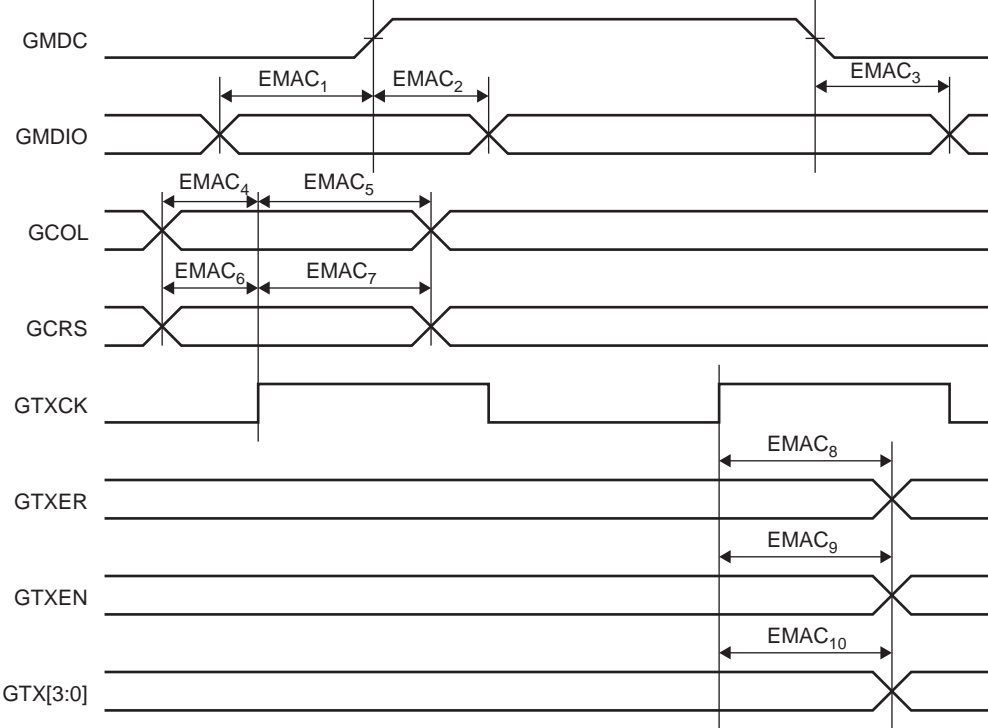 GMDC
EMAC1 EMAC2 EMAC3
GMDIO
EMAC4 EMAC5
GCOL
EMAC6 EMAC7
GCRS
GTXCK
EMAC8
GTXER
EMAC9
GTXEN
EMAC10
GTX[3:0]